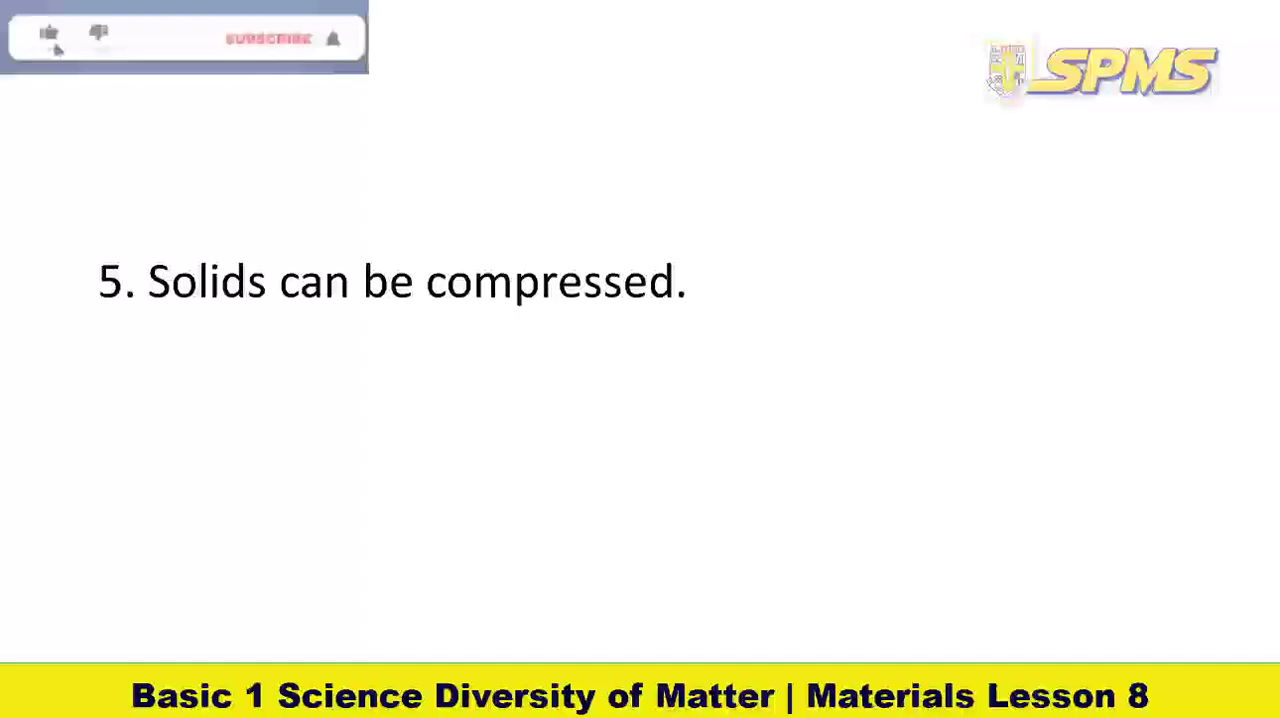 SUBSCRIBE
SPMS
5. Solids can be compressed.
Basic 1 Science Diversity of Matter | Materials Lesson 8